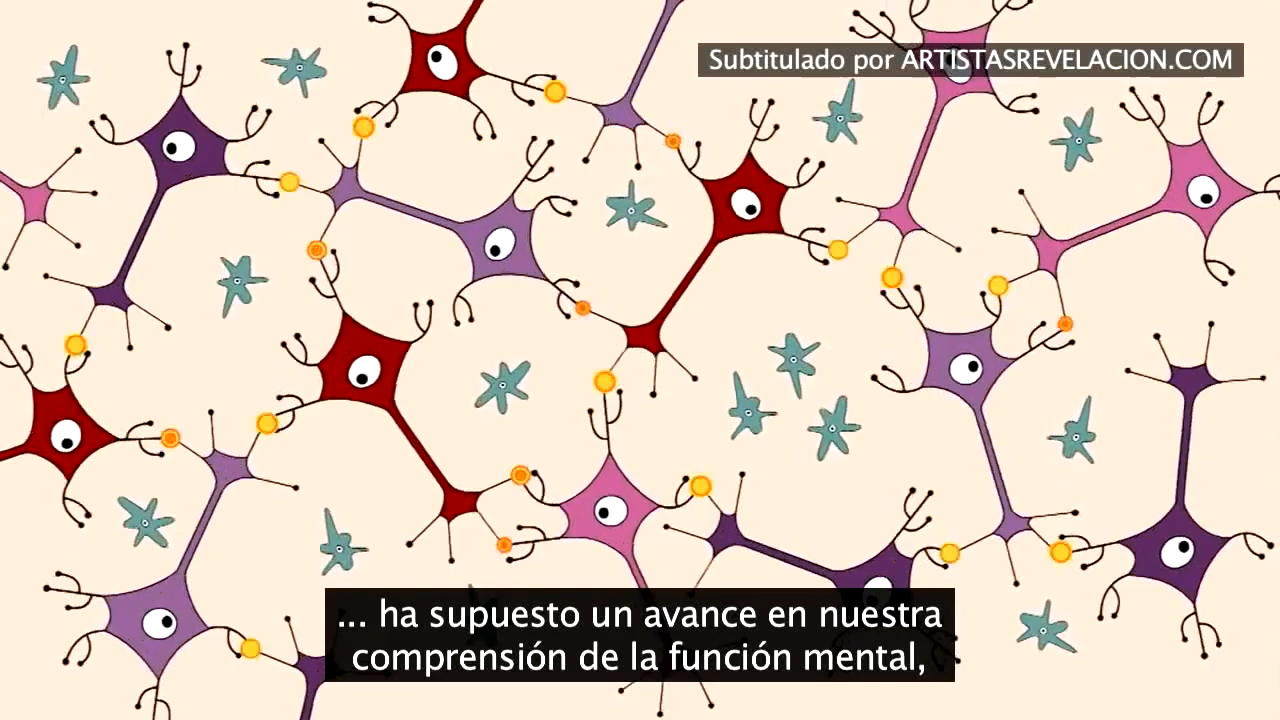 Subtitulado por ARTISTASREVELACION.COM
... ha supuesto un avance en nuestra
comprensión de la función mental,